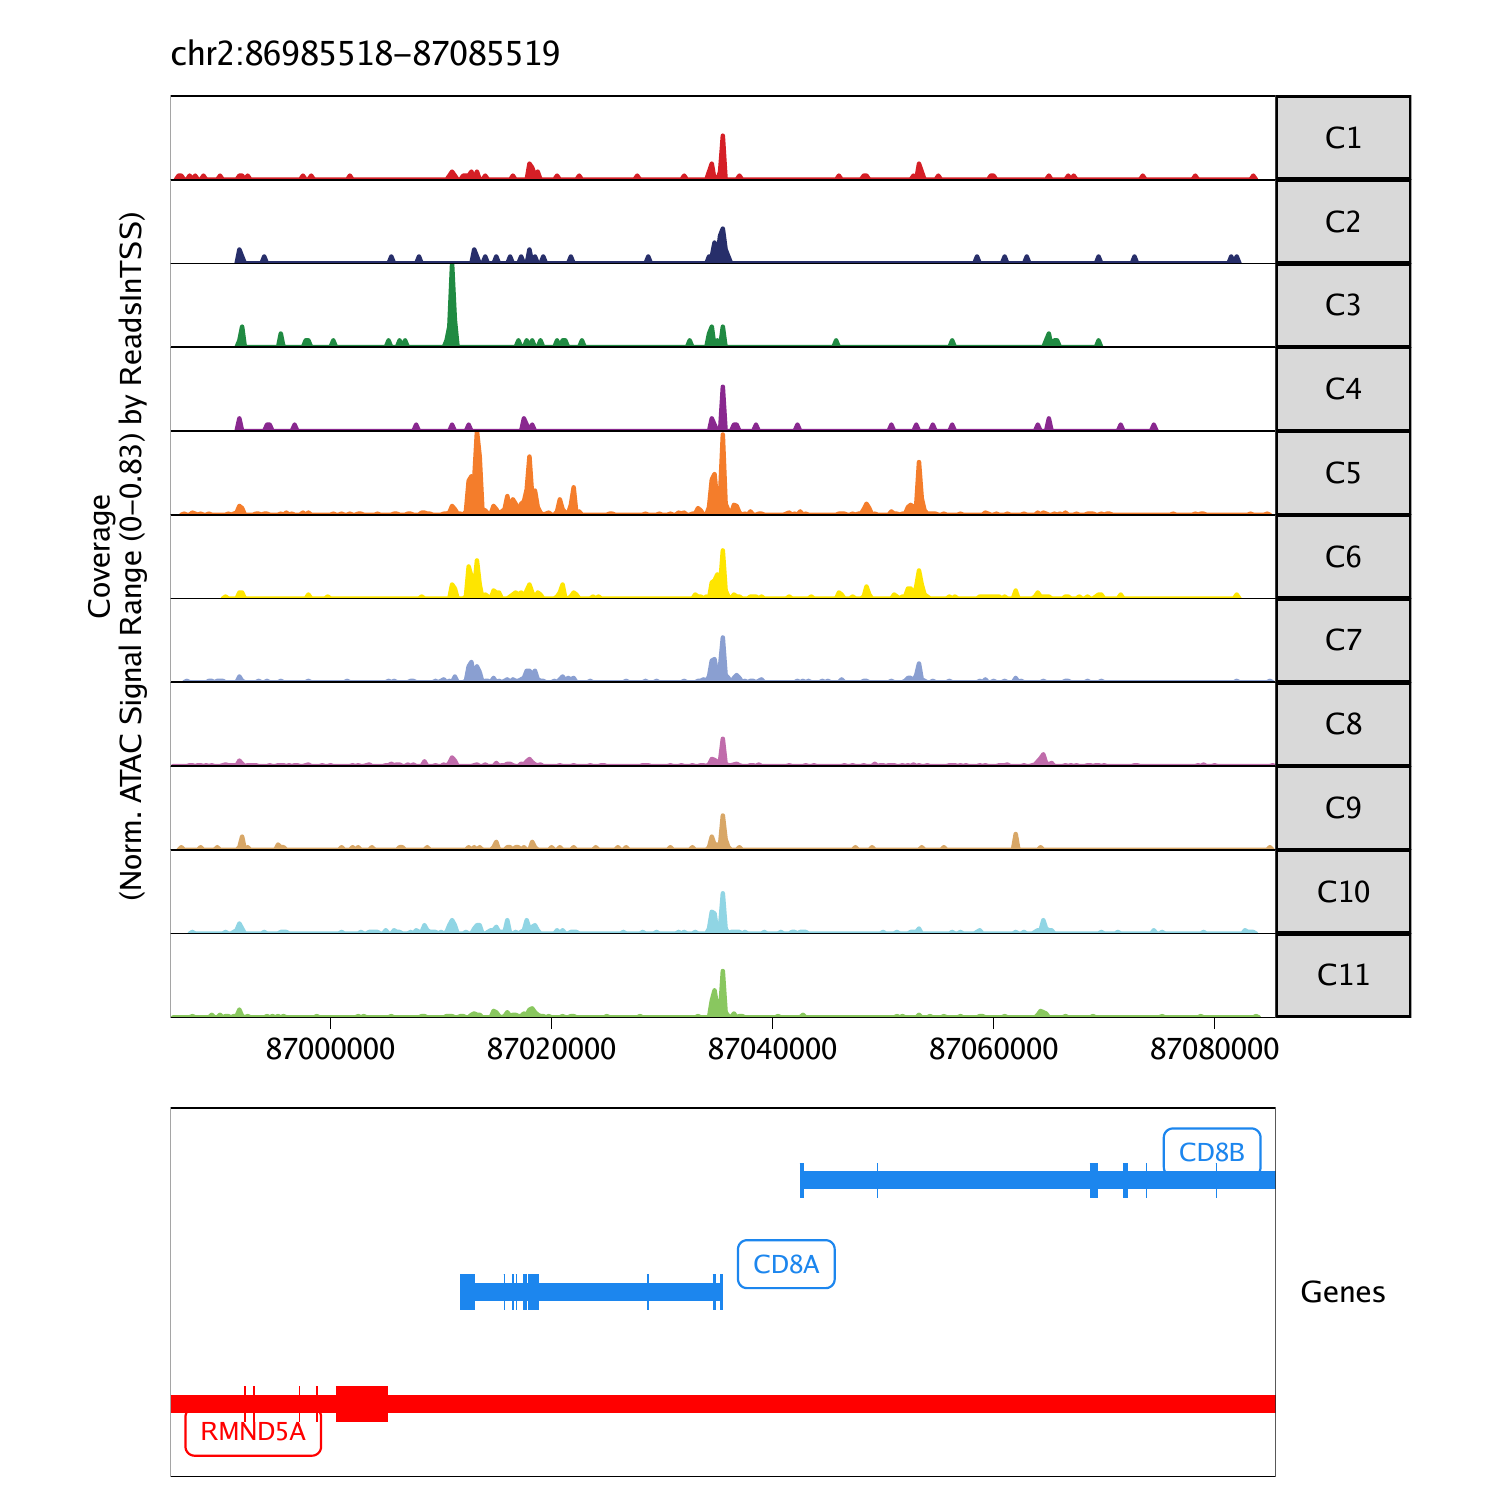 chr2:86985518−87085519
Coverage
(Norm. ATAC Signal Range (0−0.83) by ReadsInTSS)
C1
C2
C3
C4
C5
C6
C7
C8
C9
C10
C11
87000000 87020000 87040000 87060000 87080000
CD8B
CD8A
Genes
RMND5A